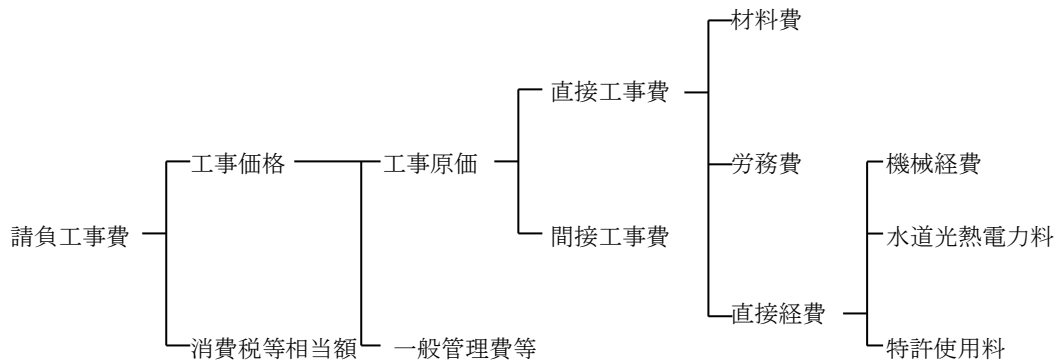 材料費
直接工事費
工事価格
工事原価
労務費
機械経費
請負工事費
間接工事費
水道光熱電力料
直接経費
消費税等相当額
一般管理費等
特許使用料